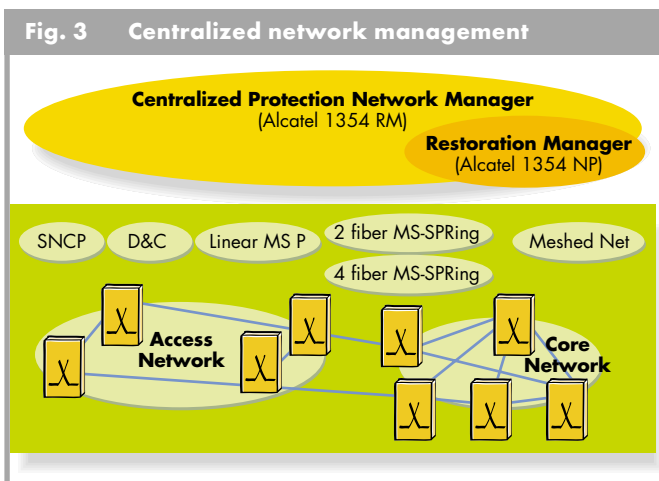 Fig. 3 Centralized network management
Centralized Protection Network Manager
(Alcatel 1354 RM)
Restoration Manager
(Alcatel 1354 NP)
SNCP
D&C
Linear MS P
2 fiber MS-SPRing
4 fiber MS-SPRing
Meshed Net
Access
Network
Core
Network